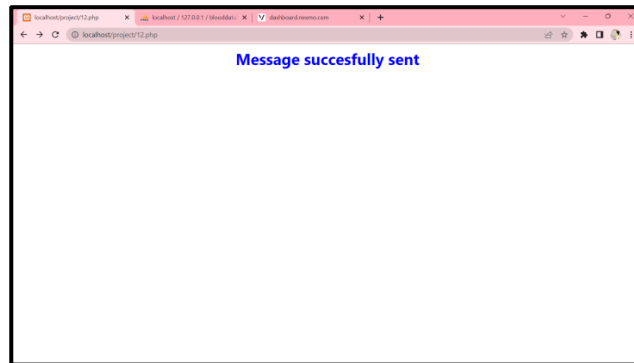 localhost/project/12.php
localhost / 127.0.0.1 / blooddata
dashboard.nexmo.com
localhost/project/12.php
Message succesfully sent